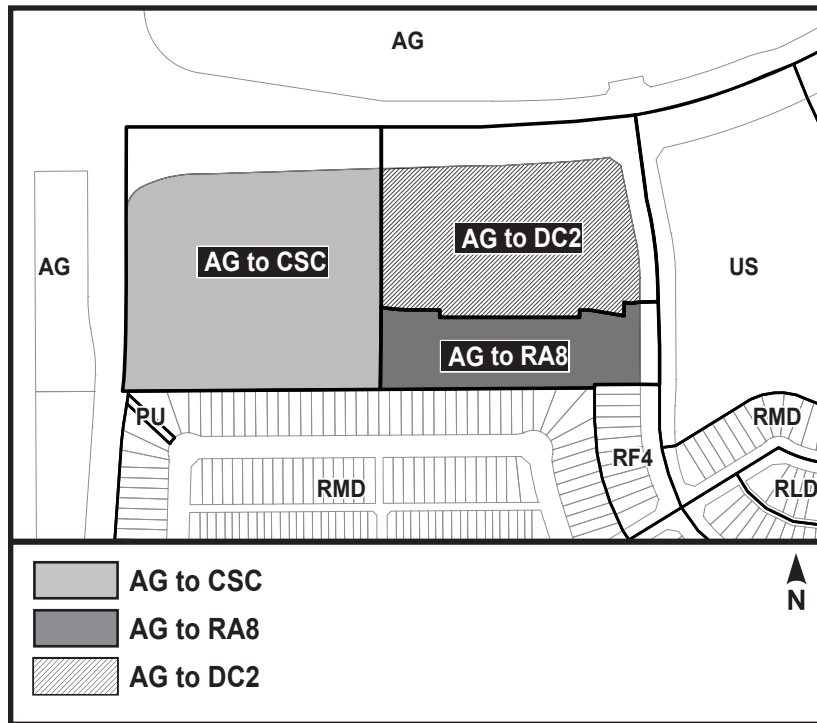 AG
AG to DC2
AG to CSC
AG
US
AG to RA8
PU
RMD
RF4
RMD
RLD
AG to CSC
AG to RA8
AG to DC2
N